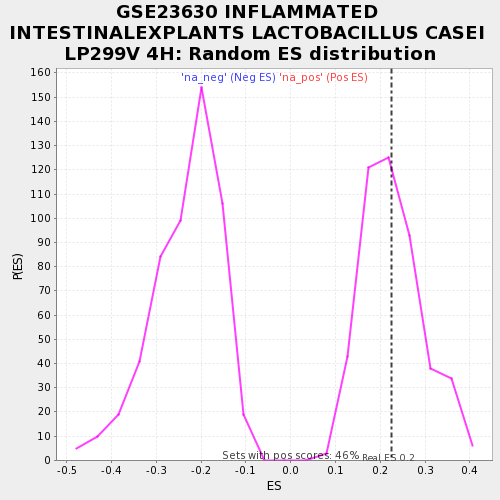 GSE23630 INFLAMMATED
INTESTINALEXPLANTS LACTOBACILLUS CASEI
LP299V 4H: Random ES distribution
'na_neg' (Neg ES) 'na_pos' (Pos ES)
160
150
140
130
120
110
100
90
80
70
60
50
40
30
20
10
0
P(ES)
Sets with pos scores: 46%
Real ES 0.2
-0.5 -0.4 -0.3 -0.2 -0.1 0.0 0.1 0.2 0.3 0.4
ES